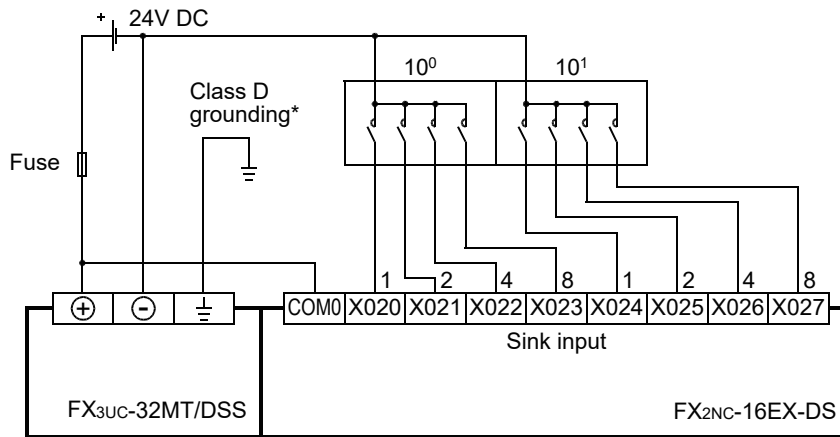 + 24V DC
10⁰ 10¹
Class D
grounding*
Fuse
1 2 4 8 1 2 4 8
+ - COM0 X020 X021 X022 X023 X024 X025 X026 X027
Sink input
FX3UC-32MT/DSS FX2NC-16EX-DS